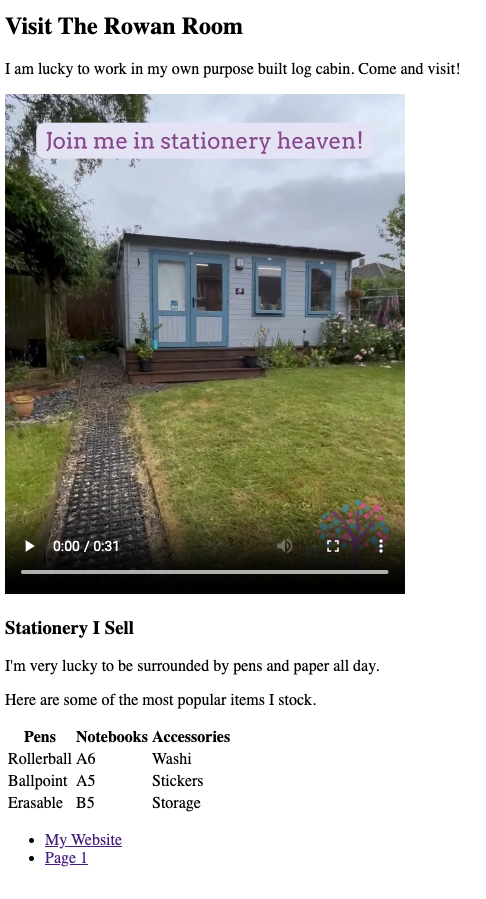 Visit The Rowan Room
I am lucky to work in my own purpose built log cabin. Come and visit!
Join me in stationery heaven!
0:00 / 0:31
Stationery I Sell
I'm very lucky to be surrounded by pens and paper all day.
Here are some of the most popular items I stock.
Pens Notebooks Accessories
Rollerball A6 Washi
Ballpoint A5 Stickers
Erasable B5 Storage
My Website
Page 1